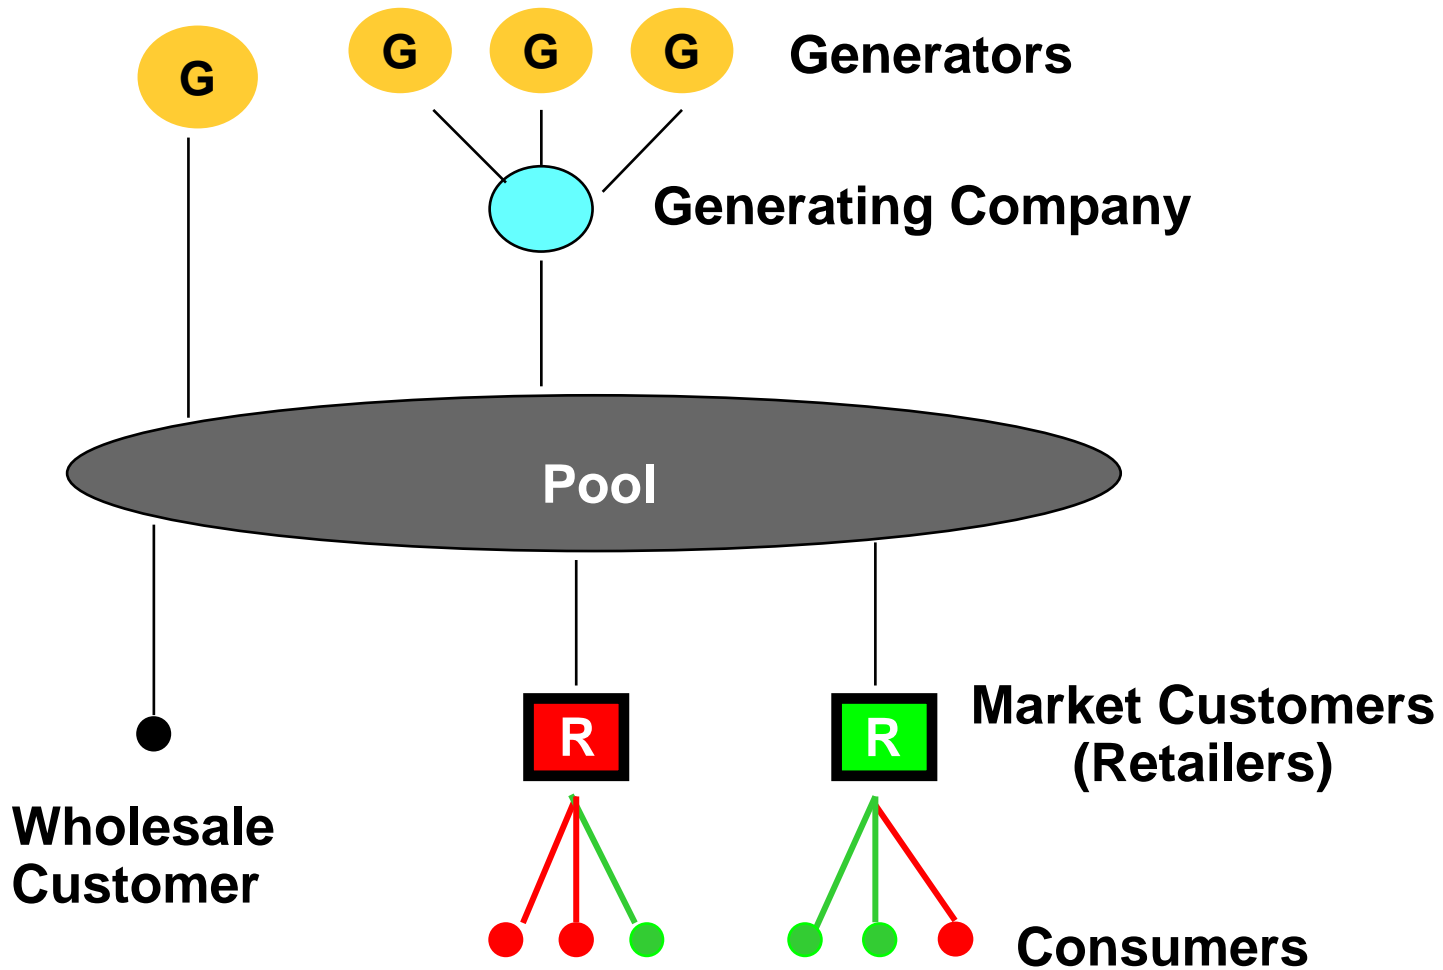 G
G
G
G
Generators
Generating Company
Pool
R
R
Market Customers
(Retailers)
Wholesale
Customer
Consumers